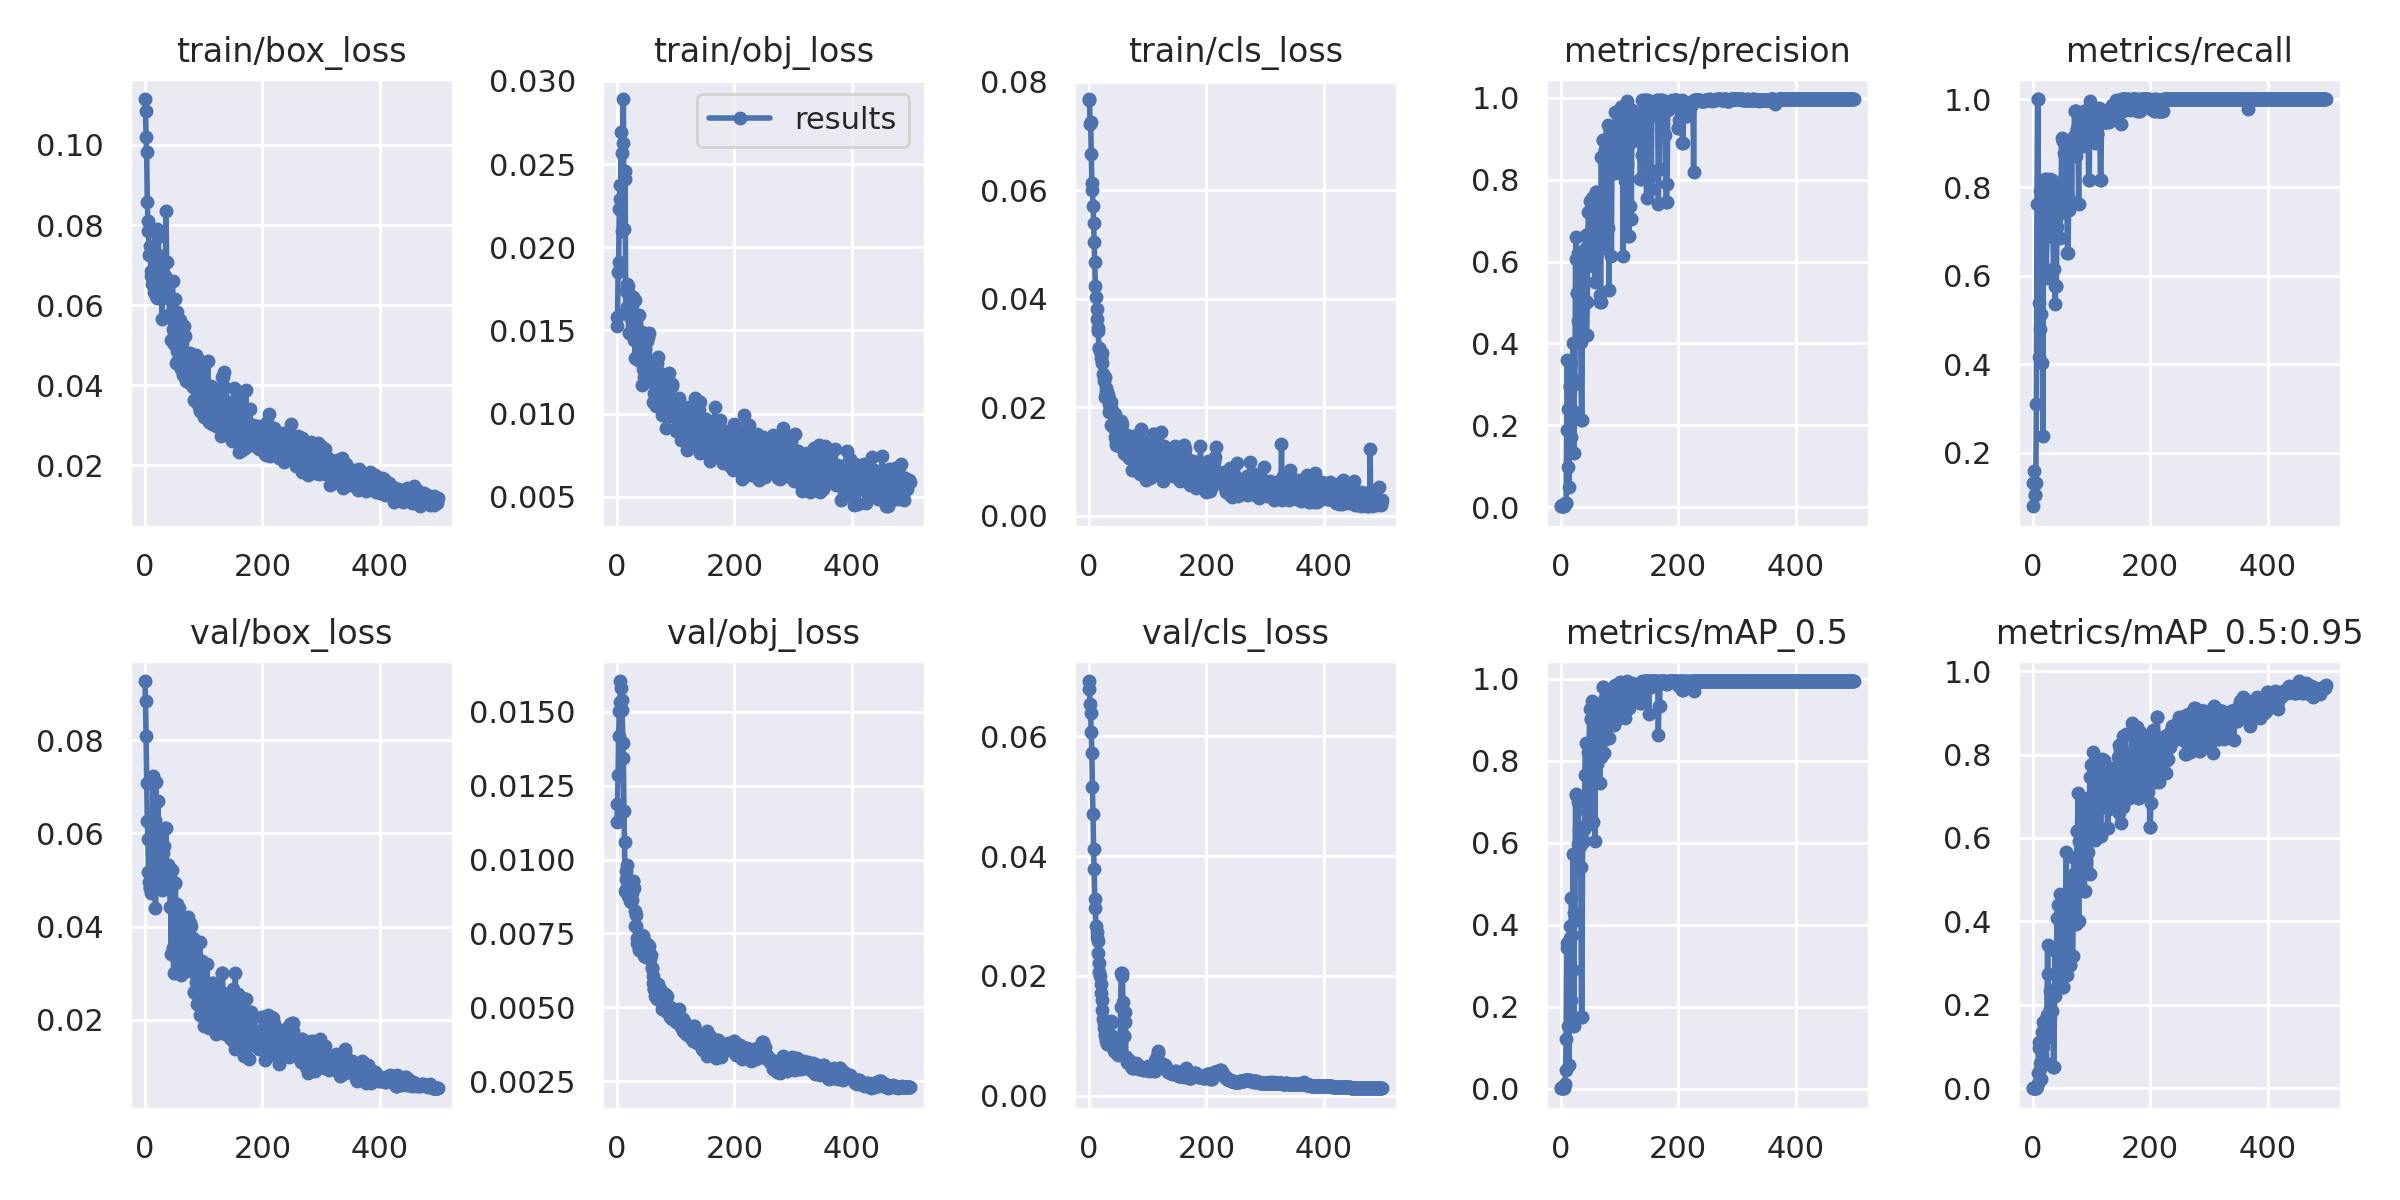 train/box_loss
0.10
0.08
0.06
0.04
0.02
0 200 400
train/obj_loss
results
0.030
0.025
0.020
0.015
0.010
0.005
0 200 400
train/cls_loss
0.08
0.06
0.04
0.02
0.00
0 200 400
metrics/precision
1.0
0.8
0.6
0.4
0.2
0.0
0 200 400
metrics/recall
1.0
0.8
0.6
0.4
0.2
0 200 400
val/box_loss
0.08
0.06
0.04
0.02
0 200 400
val/obj_loss
0.0150
0.0125
0.0100
0.0075
0.0050
0.0025
0 200 400
val/cls_loss
0.06
0.04
0.02
0.00
0 200 400
metrics/mAP_0.5
1.0
0.8
0.6
0.4
0.2
0.0
0 200 400
metrics/mAP_0.5:0.95
1.0
0.8
0.6
0.4
0.2
0.0
0 200 400